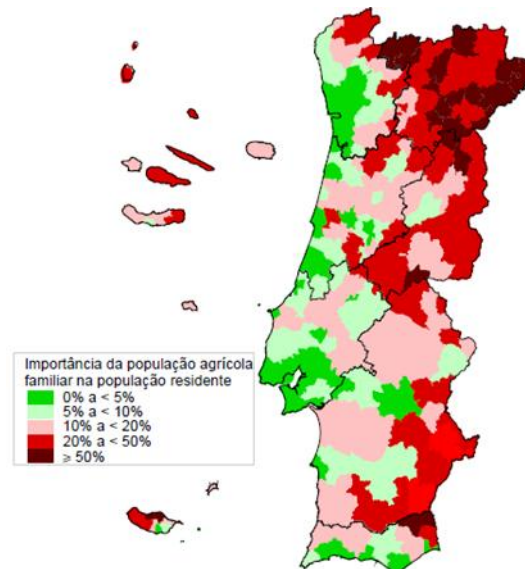 Importância da população agrícola
familiar na população residente
0% a < 5%
5% a < 10%
10% a < 20%
20% a < 50%
≥ 50%